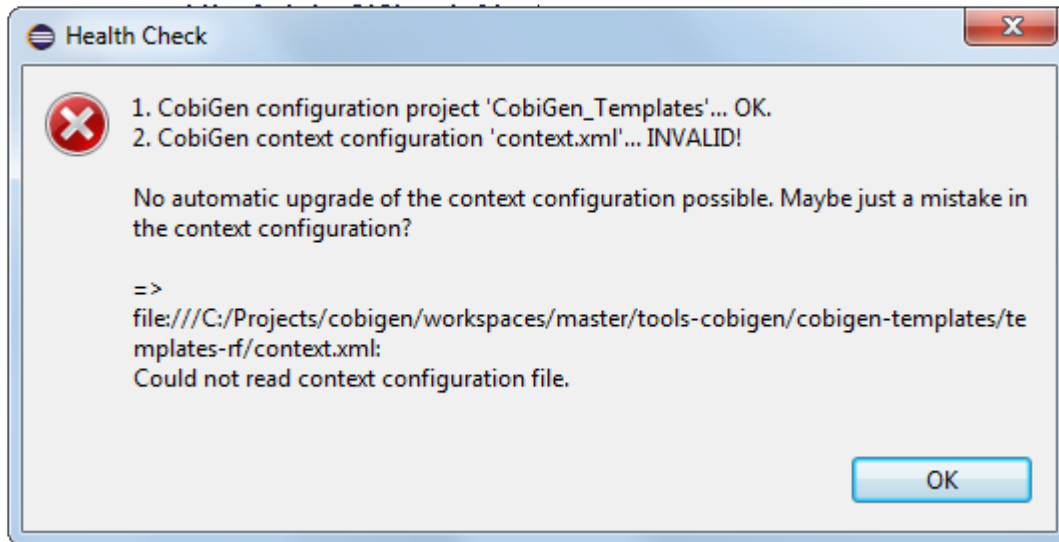 Health Check
1. CobiGen configuration project 'CobiGen_Templates'... OK.
2. CobiGen context configuration 'context.xml'... INVALID!
No automatic upgrade of the context configuration possible. Maybe just a mistake in
the context configuration?
=>
file:///C:/Projects/cobigen/workspaces/master/tools-cobigen/cobigen-templates/te
mplates-rf/context.xml:
Could not read context configuration file.
OK